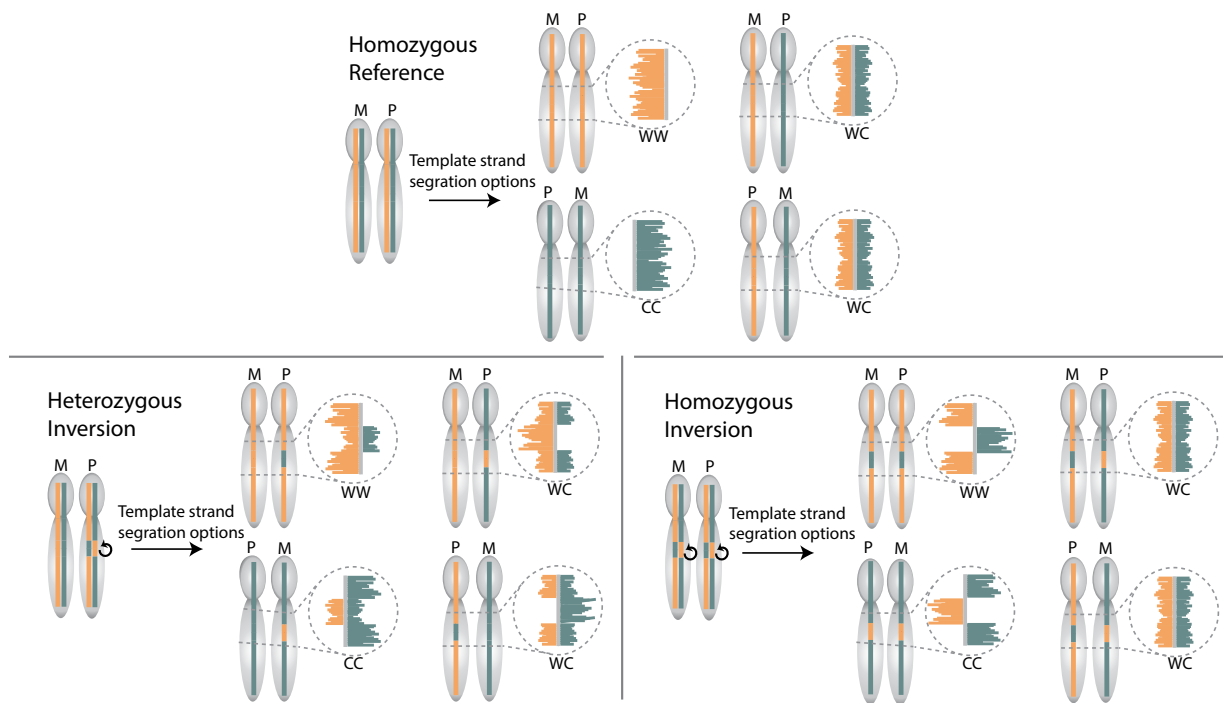 Homozygous
Reference
M P
Template strand
segration options
M P
WW
M P
WC
P M
CC
P M
WC
Heterozygous
Inversion
M P
Template strand
segration options
M P
WW
M P
WC
P M
CC
P M
WC
Homozygous
Inversion
M P
Template strand
segration options
M P
WW
M P
WC
P M
CC
P M
WC